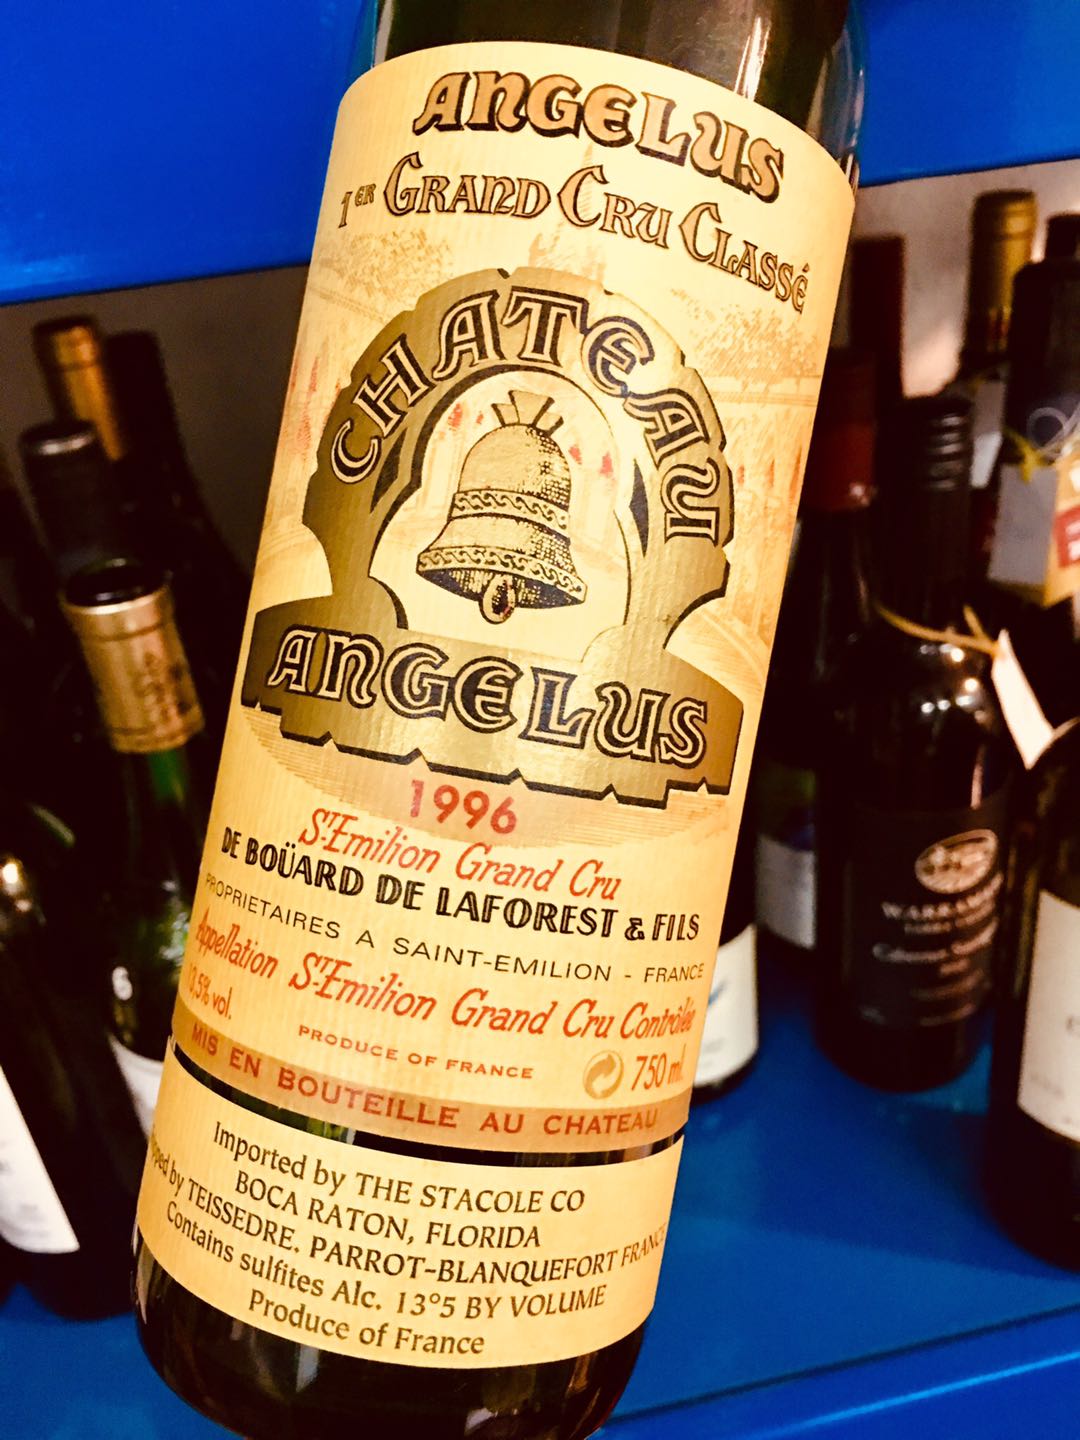 ANGELUS
1ER GRAND CRU CLASSÉ
CHATEAU
ANGELUS
1996
ST-Emilion Grand Cru
DE BOÜARD DE LAFOREST & FILS
PROPRIETAIRES A SAINT-EMILION - FRANCE
Appellation ST-Emilion Grand Cru Contrôlée
13,5% vol.
PRODUCE OF FRANCE
750 ml.
MIS EN BOUTEILLE AU CHATEAU
Imported by THE STACOLE CO
BOCA RATON, FLORIDA
by TEISSEDRE. PARROT-BLANQUEFORT FRANCE
Contains sulfites Alc. 13°5 BY VOLUME
Produce of France
Cabernet